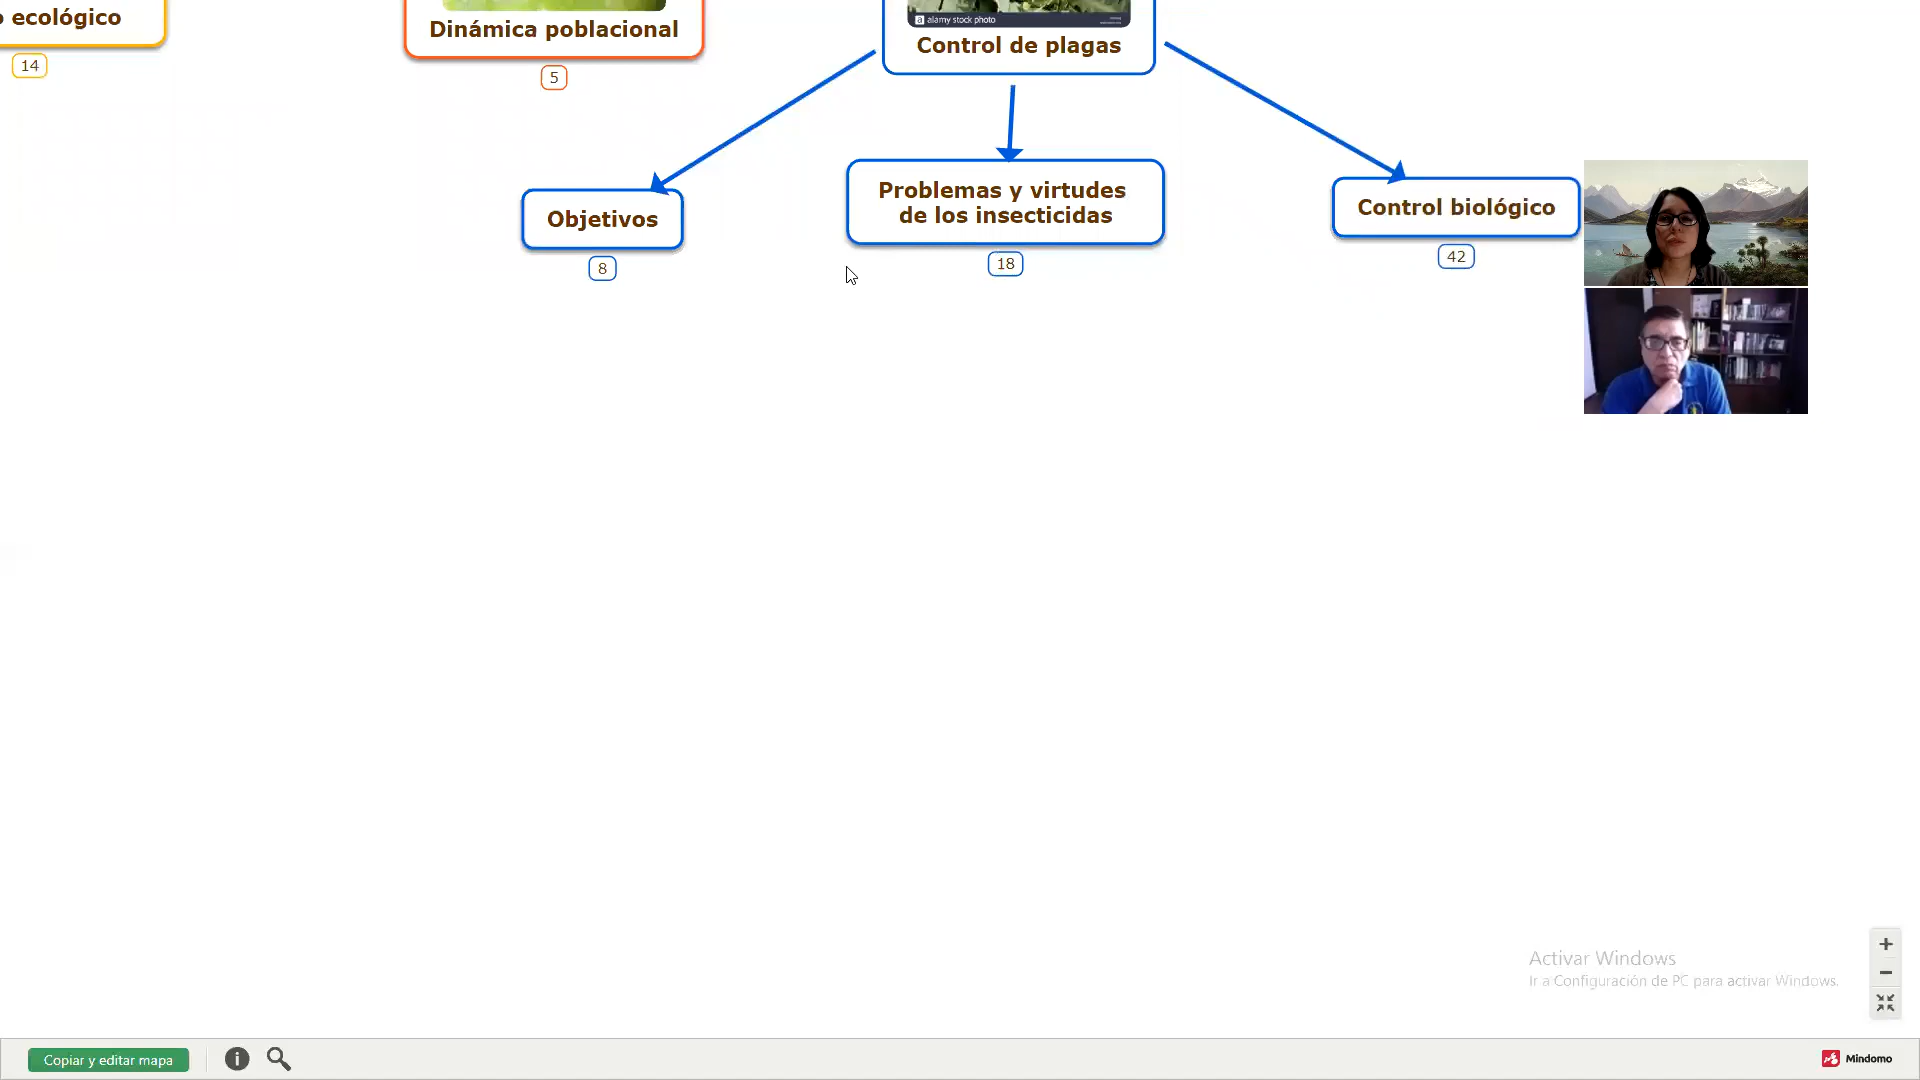 o ecológico
14
Dinámica poblacional
5
a alamy stock photo
Control de plagas
Objetivos
8
Problemas y virtudes
de los insecticidas
18
Control biológico
42
Activar Windows
Ir a Configuración de PC para activar Windows.
Copiar y editar mapa
Mindomo